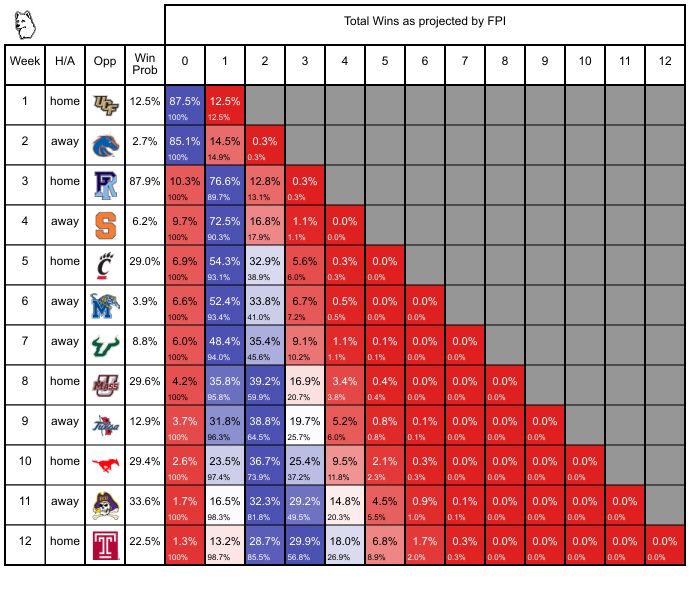 Total Wins as projected by FPI
Week H/A Opp Win Prob 0 1 2 3 4 5 6 7 8 9 10 11 12
1 home UCF 12.5% 87.5% 12.5%
100% 12.5%
2 away 2.7% 85.1% 14.5% 0.3%
100% 14.9% 0.3%
3 home R 87.9% 10.3% 76.6% 12.8% 0.3%
100% 89.7% 13.1% 0.3%
4 away S 6.2% 9.7% 72.5% 16.8% 1.1% 0.0%
100% 90.3% 17.9% 1.1% 0.0%
5 home C 29.0% 6.9% 54.3% 32.9% 5.6% 0.3% 0.0%
100% 93.1% 38.9% 6.0% 0.3% 0.0%
6 away M 3.9% 6.6% 52.4% 33.8% 6.7% 0.5% 0.0% 0.0%
100% 93.4% 41.0% 7.2% 0.5% 0.0% 0.0%
7 away 8.8% 6.0% 48.4% 35.4% 9.1% 1.1% 0.1% 0.0% 0.0%
100% 94.0% 45.6% 10.2% 1.1% 0.1% 0.0% 0.0%
8 home UMass 29.6% 4.2% 35.8% 39.2% 16.9% 3.4% 0.4% 0.0% 0.0% 0.0%
100% 95.8% 59.9% 20.7% 3.8% 0.4% 0.0% 0.0% 0.0%
9 away Tulsa 12.9% 3.7% 31.8% 38.8% 19.7% 5.2% 0.8% 0.1% 0.0% 0.0% 0.0%
100% 96.3% 64.5% 25.7% 6.0% 0.8% 0.1% 0.0% 0.0% 0.0%
10 home 29.4% 2.6% 23.5% 36.7% 25.4% 9.5% 2.1% 0.3% 0.0% 0.0% 0.0% 0.0%
100% 97.4% 73.9% 37.2% 11.8% 2.3% 0.3% 0.0% 0.0% 0.0% 0.0%
11 away 33.6% 1.7% 16.5% 32.3% 29.2% 14.8% 4.5% 0.9% 0.1% 0.0% 0.0% 0.0% 0.0%
100% 98.3% 81.8% 49.5% 20.3% 5.5% 1.0% 0.1% 0.0% 0.0% 0.0% 0.0%
12 home T 22.5% 1.3% 13.2% 28.7% 29.9% 18.0% 6.8% 1.7% 0.3% 0.0% 0.0% 0.0% 0.0% 0.0%
100% 98.7% 85.5% 56.8% 26.9% 8.9% 2.0% 0.3% 0.0% 0.0% 0.0% 0.0% 0.0%